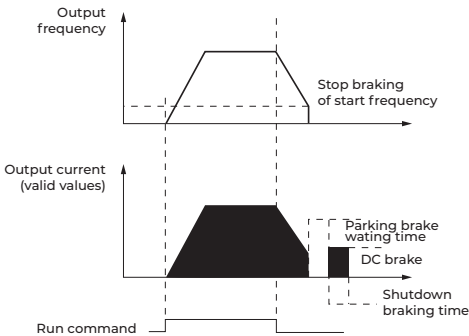 Output
frequency
Stop braking
of start frequency
Output current
(valid values)
Parking brake
wating time
DC brake
Shutdown
braking time
Run command